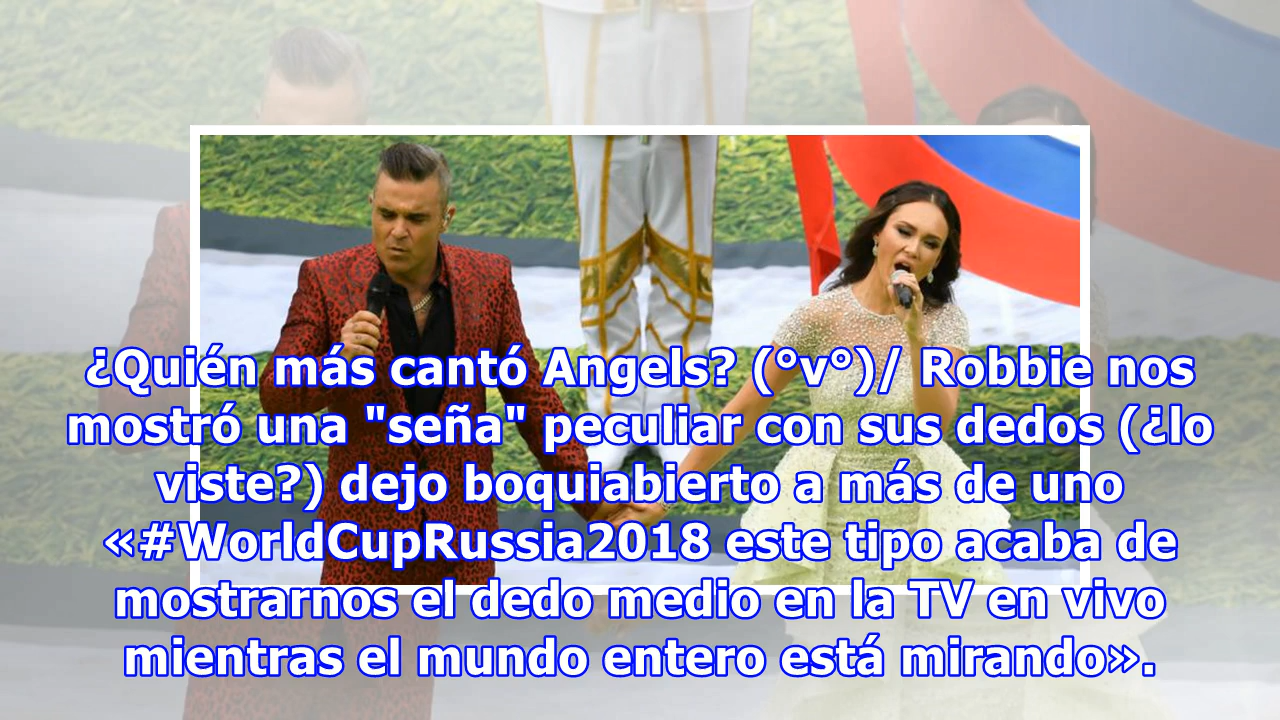 ¿Quién más cantó Angels? (°v°)/ Robbie nos
mostró una "seña" peculiar con sus dedos (¿lo
viste?) dejo boquiabierto a más de uno
«#WorldCupRussia2018 este tipo acaba de
mostrarnos el dedo medio en la TV en vivo
mientras el mundo entero está mirando».